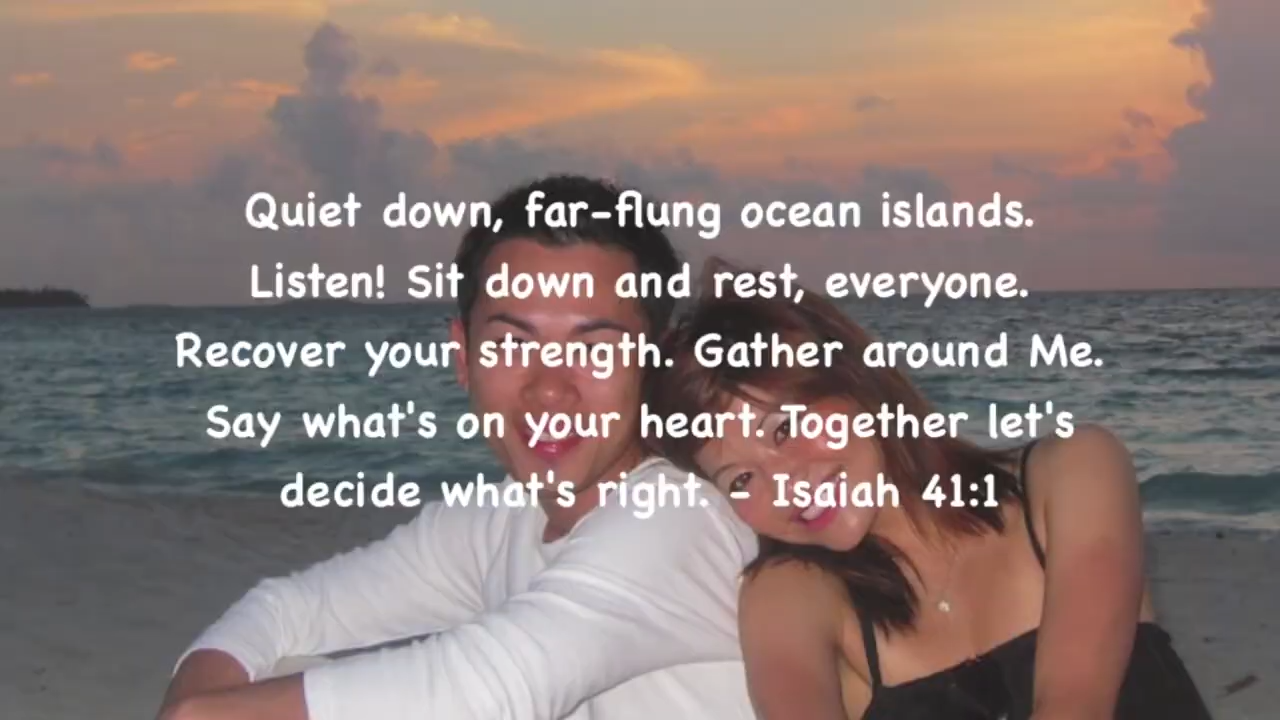 Quiet down, far-flung ocean islands.
Listen! Sit down and rest, everyone.
Recover your strength. Gather around Me.
Say what's on your heart. Together let's
decide what's right. - Isaiah 41:1